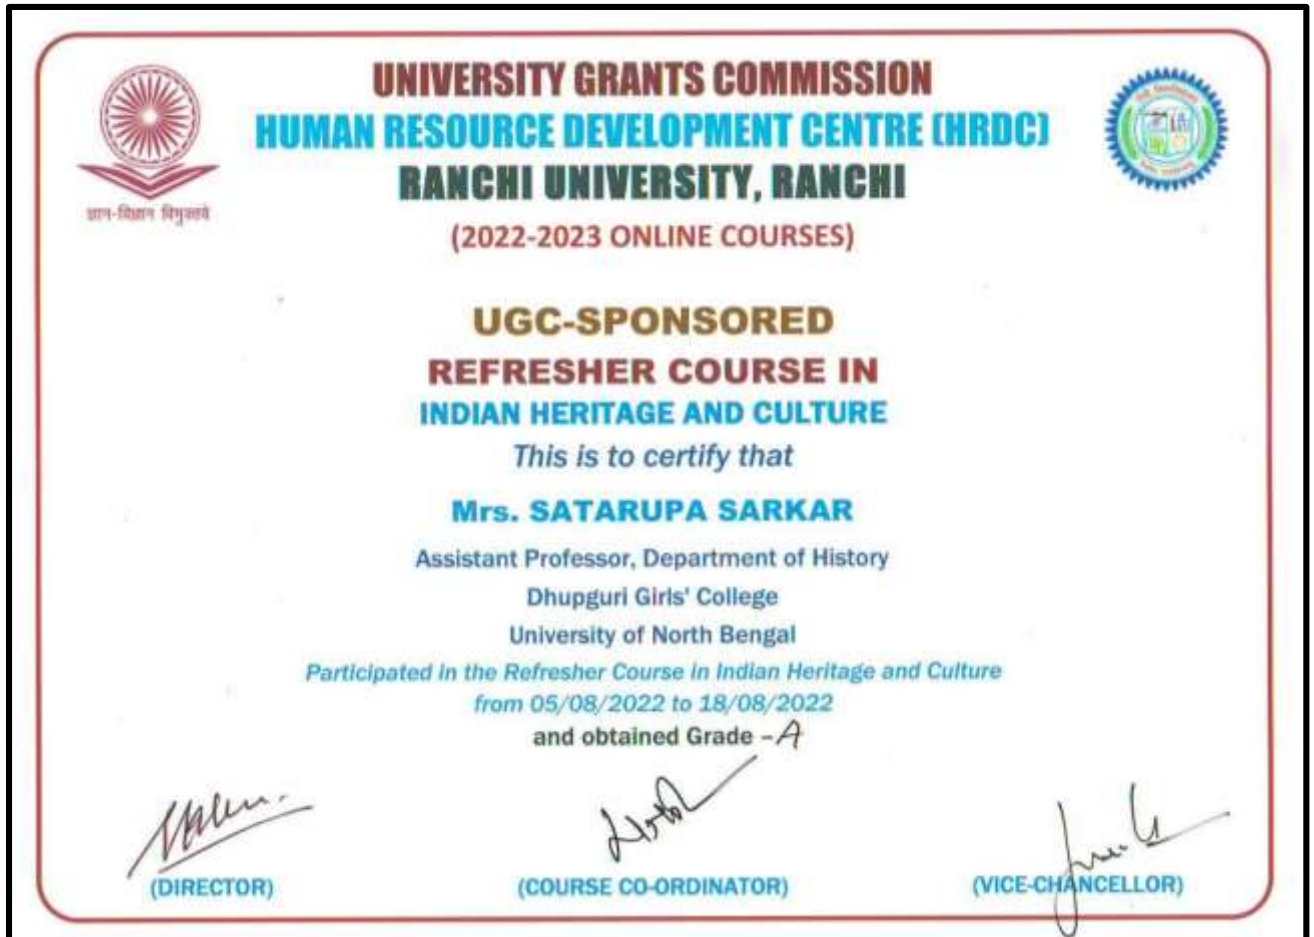 UNIVERSITY GRANTS COMMISSION
HUMAN RESOURCE DEVELOPMENT CENTRE (HRDC)
RANCHI UNIVERSITY, RANCHI
ज्ञान-विज्ञान विमुक्तये
(2022-2023 ONLINE COURSES)
UGC-SPONSORED
REFRESHER COURSE IN
INDIAN HERITAGE AND CULTURE
This is to certify that
Mrs. SATARUPA SARKAR
Assistant Professor, Department of History
Dhupguri Girls' College
University of North Bengal
Participated in the Refresher Course in Indian Heritage and Culture
from 05/08/2022 to 18/08/2022
and obtained Grade – A
(DIRECTOR)
(COURSE CO-ORDINATOR)
(VICE-CHANCELLOR)